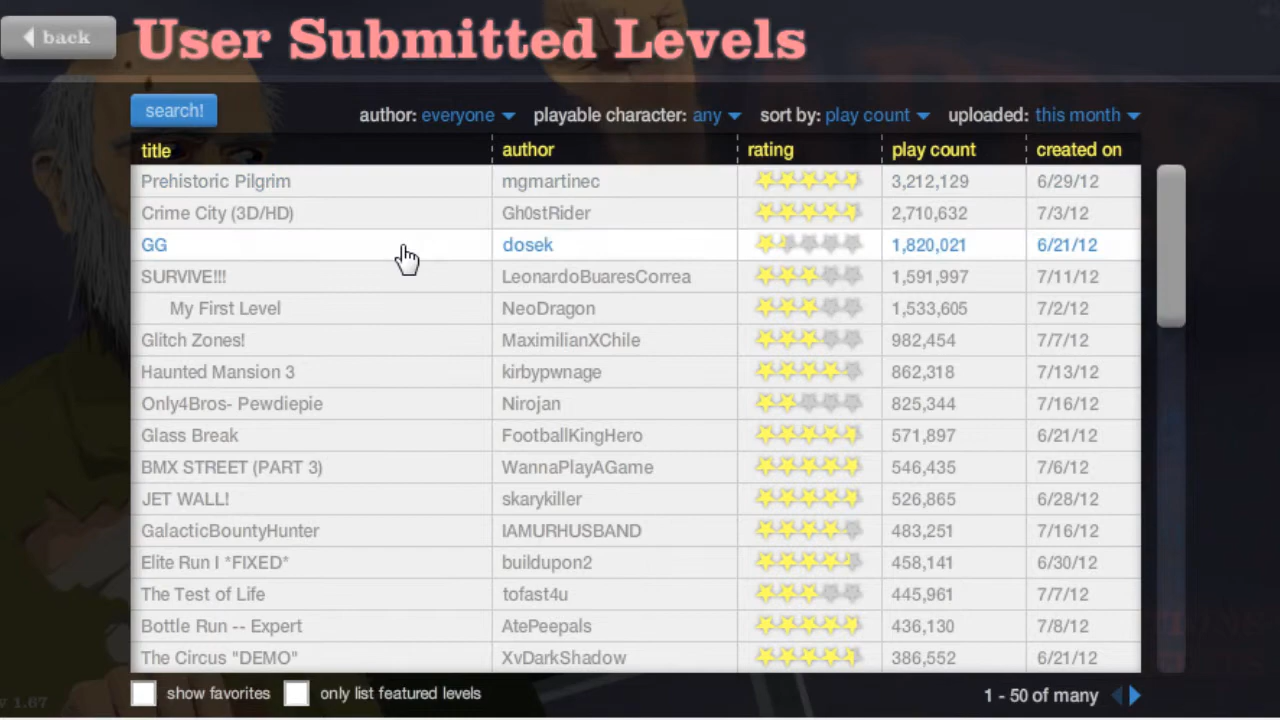 back
User Submitted Levels
search! author: everyone playable character: any sort by: play count uploaded: this month
title author rating play count created on
Prehistoric Pilgrim mgmartinec 3,212,129 6/29/12
Crime City (3D/HD) Gh0stRider 2,710,632 7/3/12
GG dosek 1,820,021 6/21/12
SURVIVE!!! LeonardoBuaresCorrea 1,591,997 7/11/12
My First Level NeoDragon 1,533,605 7/2/12
Glitch Zones! MaximilianXChile 982,454 7/7/12
Haunted Mansion 3 kirbypwnage 862,318 7/13/12
Only4Bros- Pewdiepie Nirojan 825,344 7/16/12
Glass Break FootballKingHero 571,897 6/21/12
BMX STREET (PART 3) WannaPlayAGame 546,435 7/6/12
JET WALL! skarykiller 526,865 6/28/12
GalacticBountyHunter IAMURHUSBAND 483,251 7/16/12
Elite Run I *FIXED* buildupon2 458,141 6/30/12
The Test of Life tofast4u 445,961 7/7/12
Bottle Run -- Expert AtePeepals 436,130 7/8/12
The Circus "DEMO" XvDarkShadow 386,552 6/21/12
show favorites only list featured levels 1 - 50 of many
v 1.67